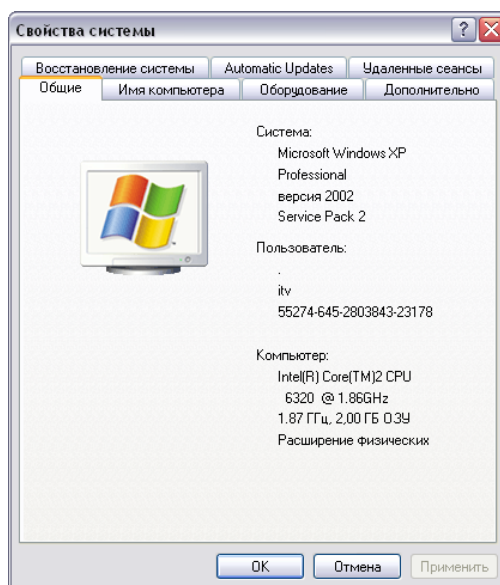 Свойства системы
Восстановление системы Automatic Updates Удаленные сеансы
Общие Имя компьютера Оборудование Дополнительно
Система:
Microsoft Windows XP
Professional
версия 2002
Service Pack 2
Пользователь:
.
itv
55274-645-2803843-23178
Компьютер:
Intel(R) Core(TM)2 CPU
6320 @ 1.86GHz
1.87 ГГц, 2,00 ГБ ОЗУ
Расширение физических
OK Отмена Применить